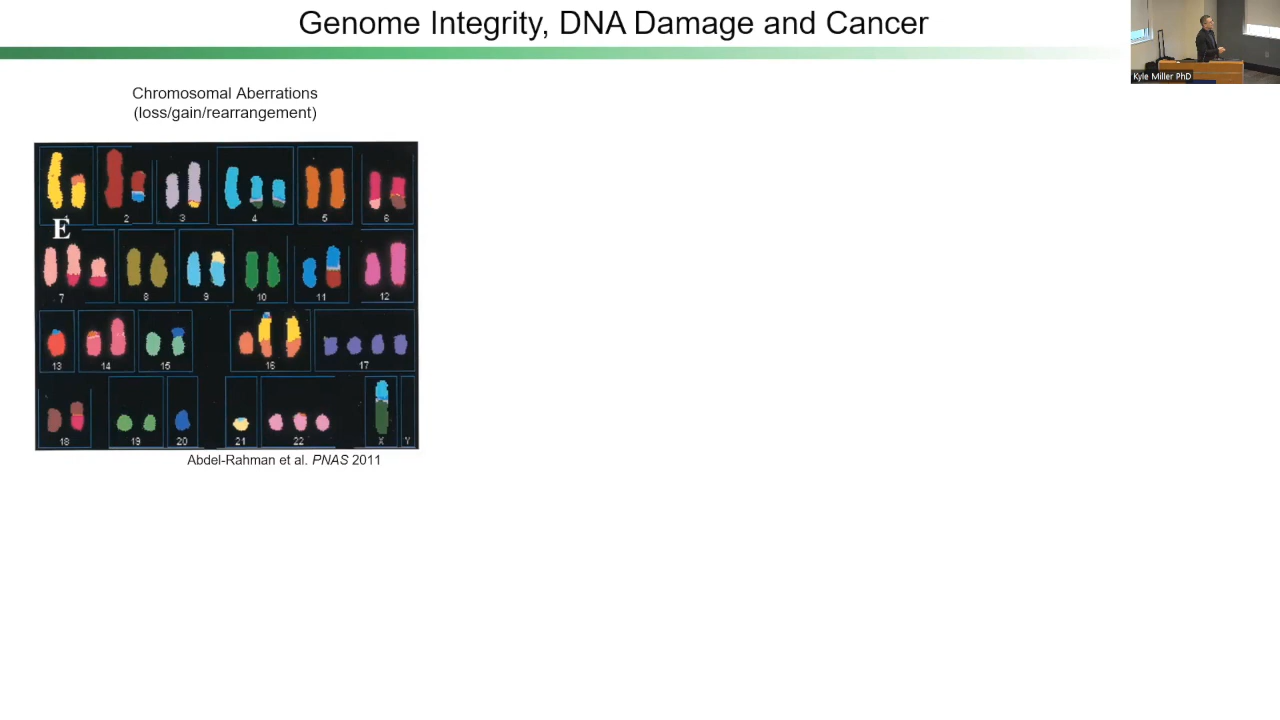 Genome Integrity, DNA Damage and Cancer
Kyle Miller PhD
Chromosomal Aberrations
(loss/gain/rearrangement)
1 2 3 4 5 6
E
7 8 9 10 11 12
13 14 15 16 17
18 19 20 21 22 X Y
Abdel-Rahman et al. PNAS 2011